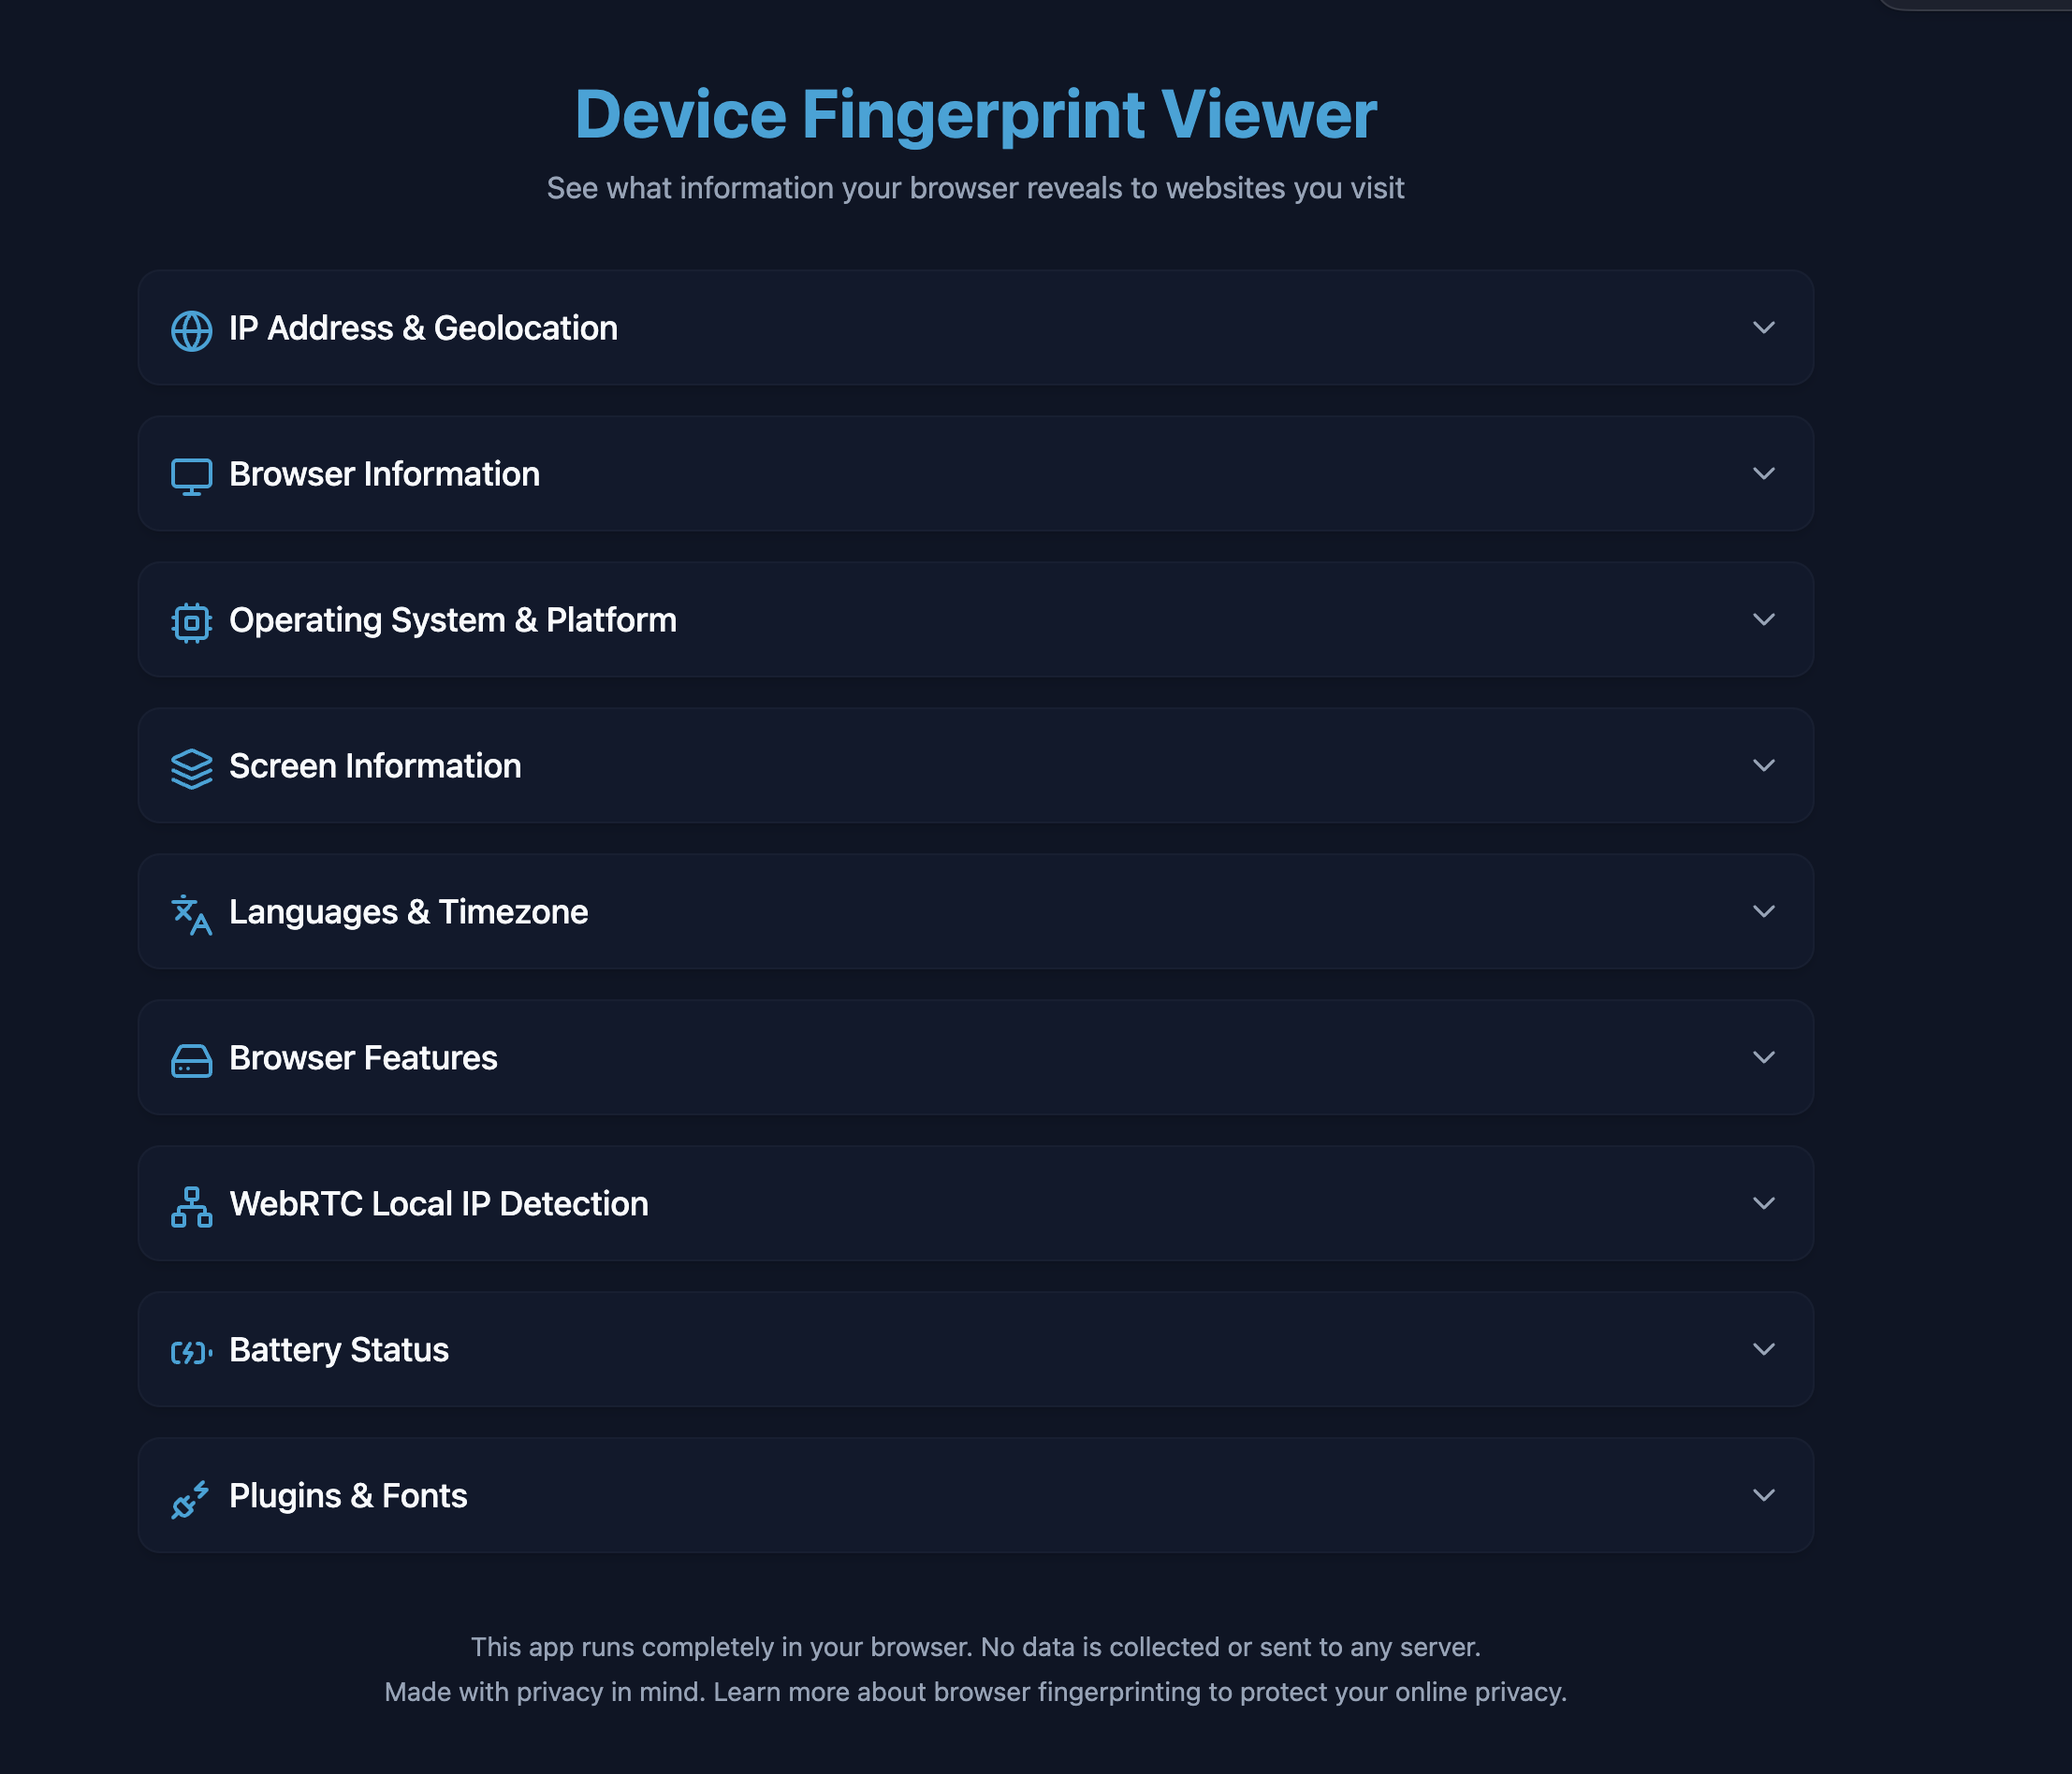 Device Fingerprint Viewer
See what information your browser reveals to websites you visit
IP Address & Geolocation
Browser Information
Operating System & Platform
Screen Information
Languages & Timezone
Browser Features
WebRTC Local IP Detection
Battery Status
Plugins & Fonts
This app runs completely in your browser. No data is collected or sent to any server.
Made with privacy in mind. Learn more about browser fingerprinting to protect your online privacy.